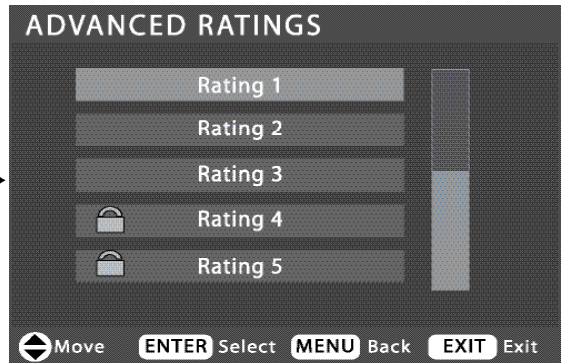 ADVANCED RATINGS
Rating 1
Rating 2
Rating 3
Rating 4
Rating 5
Move ENTER Select MENU Back EXIT Exit